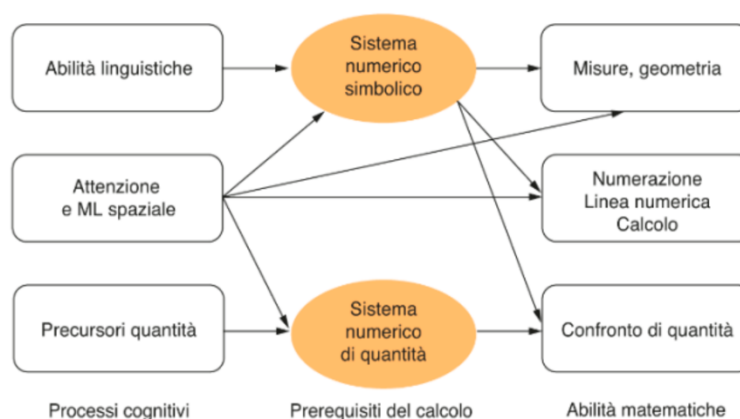 Abilità linguistiche
Sistema
numerico
simbolico
Misure, geometria
Attenzione
e ML spaziale
Numerazione
Linea numerica
Calcolo
Precursori quantità
Sistema
numerico
di quantità
Confronto di quantità
Processi cognitivi
Prerequisiti del calcolo
Abilità matematiche